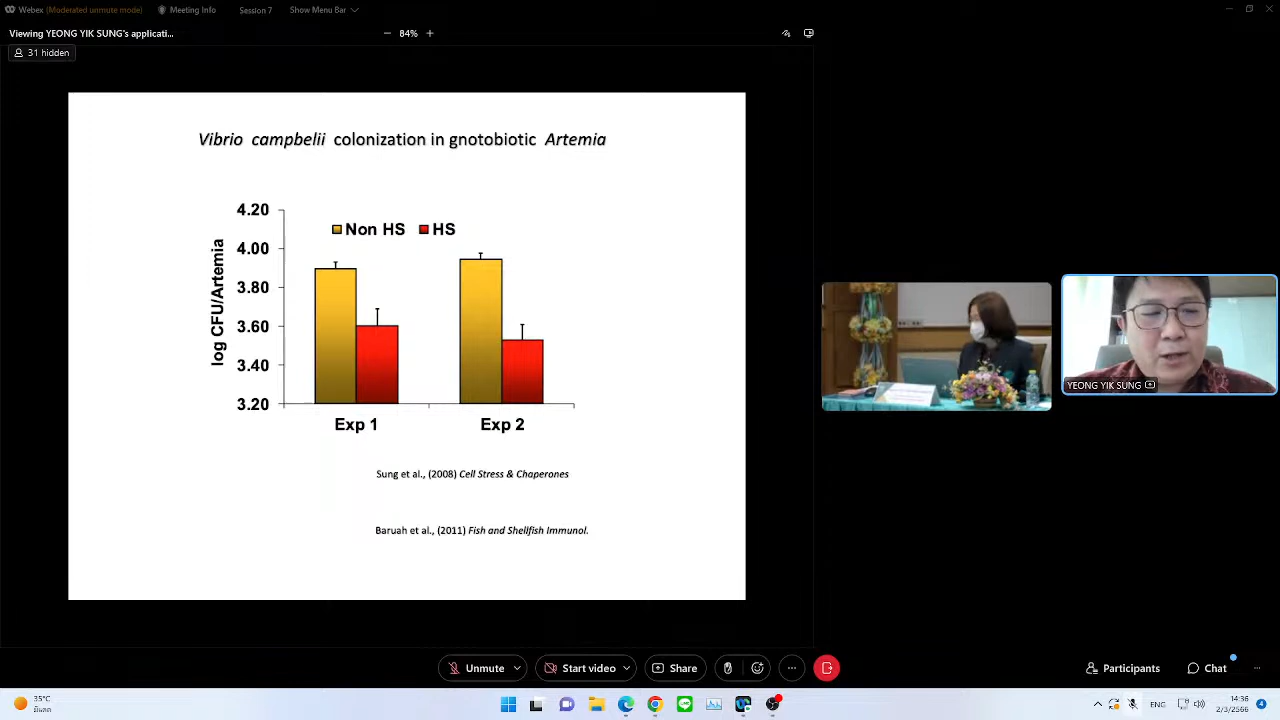 Webex (Moderated unmute mode) Meeting Info Session 7 Show Menu Bar
Viewing YEONG YIK SUNG's applicati... 84%
31 hidden
Vibrio campbelii colonization in gnotobiotic Artemia
4.20
4.00
3.80
3.60
3.40
3.20
log CFU/Artemia
Non HS HS
Exp 1 Exp 2
Sung et al., (2008) Cell Stress & Chaperones
Baruah et al., (2011) Fish and Shellfish Immunol.
YEONG YIK SUNG
Unmute Start video Share Participants Chat
35°C
ENG
14:36